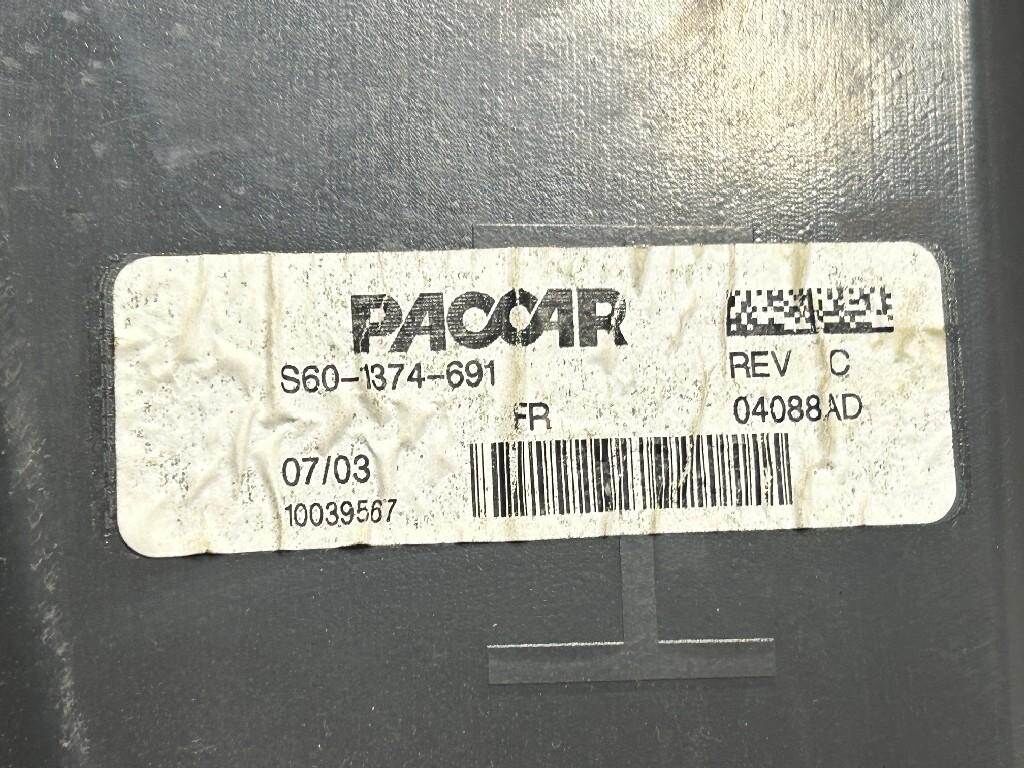 PACCAR
S60-1374-691 REV C
FR 04088AD
07/03
10039567